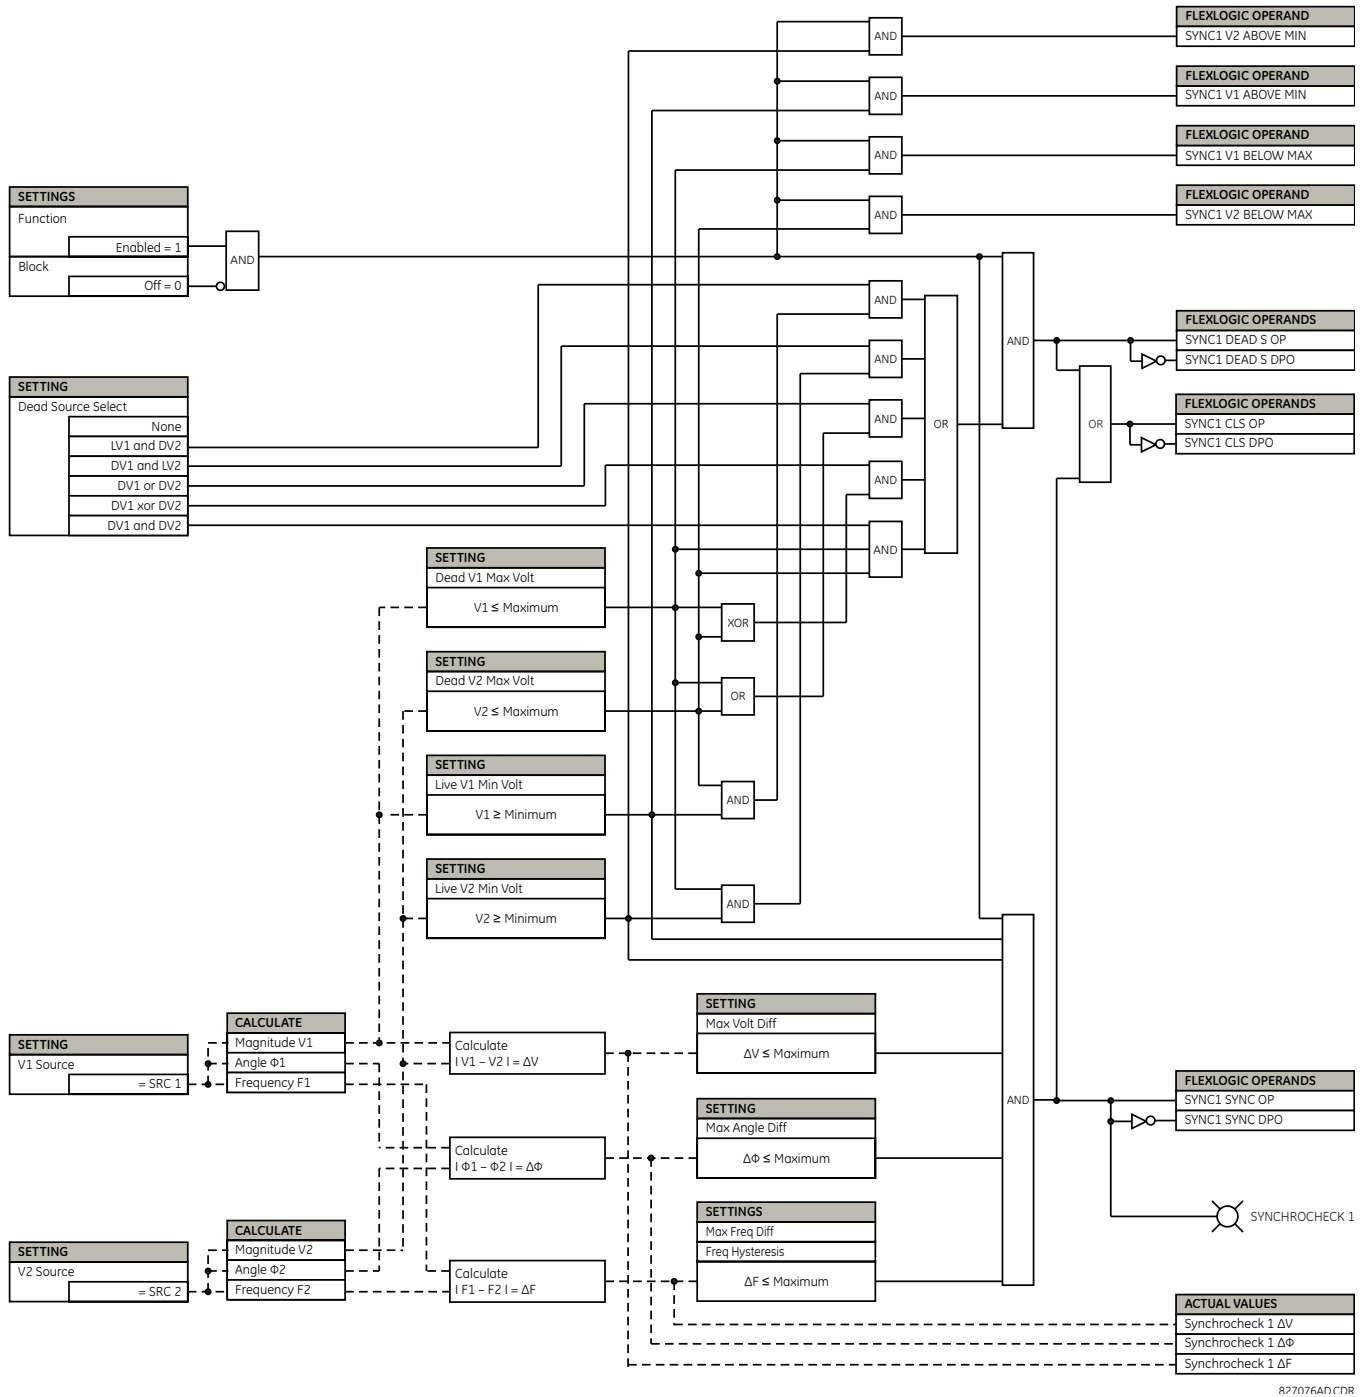 FLEXLOGIC OPERAND
AND
SYNC1 V2 ABOVE MIN
FLEXLOGIC OPERAND
AND
SYNC1 V1 ABOVE MIN
FLEXLOGIC OPERAND
AND
SYNC1 V1 BELOW MAX
FLEXLOGIC OPERAND
AND
SYNC1 V2 BELOW MAX
SETTINGS
Function
Enabled = 1
Block
Off = 0
AND
AND
AND
AND
AND
AND
OR
AND
FLEXLOGIC OPERANDS
SYNC1 DEAD S OP
SYNC1 DEAD S DPO
OR
FLEXLOGIC OPERANDS
SYNC1 CLS OP
SYNC1 CLS DPO
SETTING
Dead Source Select
None
LV1 and DV2
DV1 and LV2
DV1 or DV2
DV1 xor DV2
DV1 and DV2
SETTING
Dead V1 Max Volt
V1 ≤ Maximum
XOR
SETTING
Dead V2 Max Volt
V2 ≤ Maximum
OR
SETTING
Live V1 Min Volt
V1 ≥ Minimum
AND
SETTING
Live V2 Min Volt
V2 ≥ Minimum
AND
SETTING
V1 Source
= SRC 1
CALCULATE
Magnitude V1
Angle Φ1
Frequency F1
Calculate
I V1 – V2 I = ΔV
SETTING
Max Volt Diff
ΔV ≤ Maximum
Calculate
I Φ1 – Φ2 I = ΔΦ
SETTING
Max Angle Diff
ΔΦ ≤ Maximum
AND
FLEXLOGIC OPERANDS
SYNC1 SYNC OP
SYNC1 SYNC DPO
SYNCHROCHECK 1
SETTING
V2 Source
= SRC 2
CALCULATE
Magnitude V2
Angle Φ2
Frequency F2
Calculate
I F1 – F2 I = ΔF
SETTINGS
Max Freq Diff
Freq Hysteresis
ΔF ≤ Maximum
ACTUAL VALUES
Synchrocheck 1 ΔV
Synchrocheck 1 ΔΦ
Synchrocheck 1 ΔF
827076AD.CDR